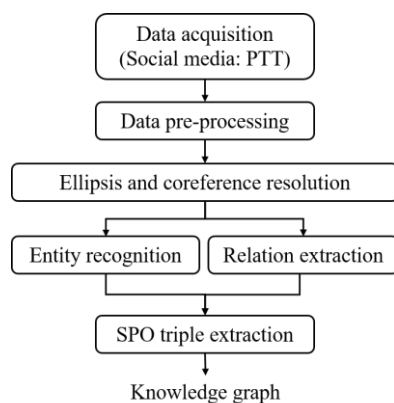 Data acquisition
(Social media: PTT)
Data pre-processing
Ellipsis and coreference resolution
Entity recognition
Relation extraction
SPO triple extraction
Knowledge graph